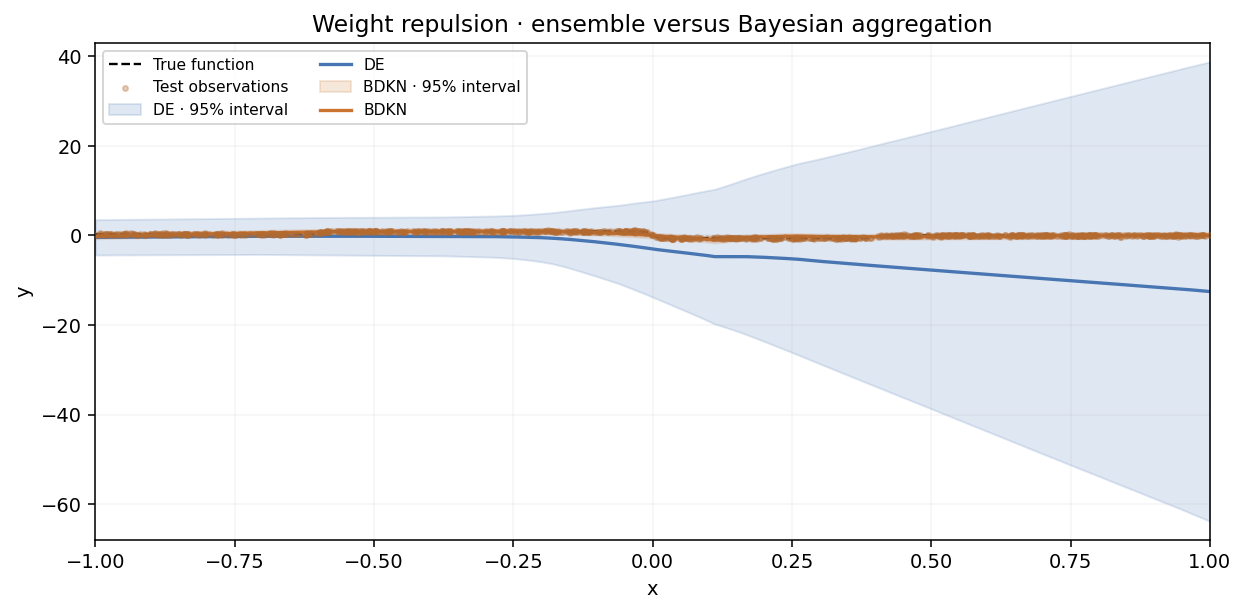 Weight repulsion · ensemble versus Bayesian aggregation
True function
Test observations
DE · 95% interval
DE
BDKN · 95% interval
BDKN
40
20
0
−20
−40
−60
y
−1.00
−0.75
−0.50
−0.25
0.00
0.25
0.50
0.75
1.00
x